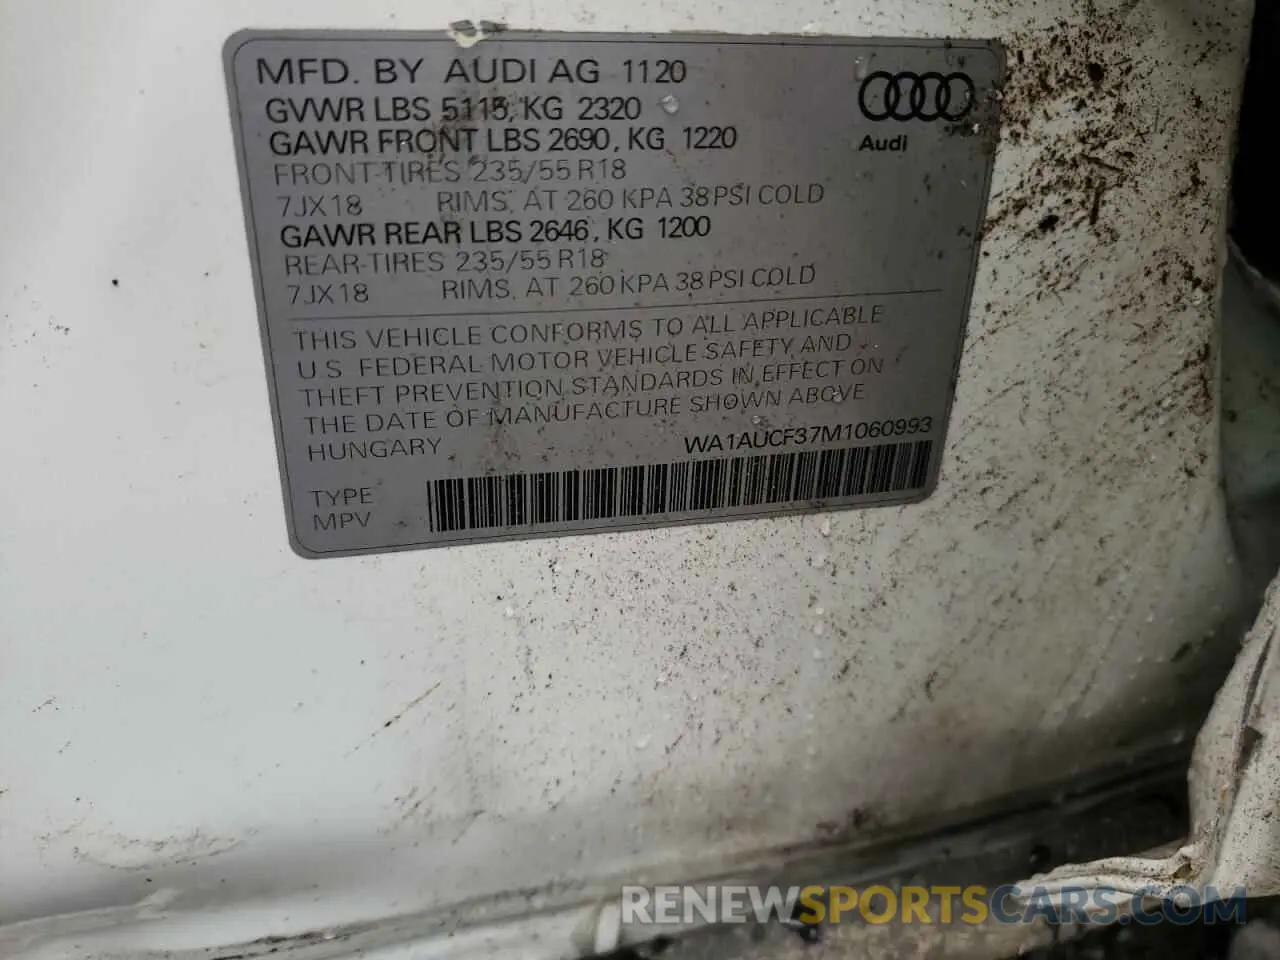 MFD. BY AUDI AG 1120
GVWR LBS 5115, KG 2320
GAWR FRONT LBS 2690, KG 1220
FRONT-TIRES 235/55 R18
7JX18 RIMS, AT 260 KPA 38 PSI COLD
GAWR REAR LBS 2646, KG 1200
REAR-TIRES 235/55 R18
7JX18 RIMS, AT 260 KPA 38 PSI COLD
Audi
THIS VEHICLE CONFORMS TO ALL APPLICABLE
U.S. FEDERAL MOTOR VEHICLE SAFETY AND
THEFT PREVENTION STANDARDS IN EFFECT ON
THE DATE OF MANUFACTURE SHOWN ABOVE
HUNGARY WA1AUCF37M1060993
TYPE
MPV
RENEWSPORTSCARS.COM